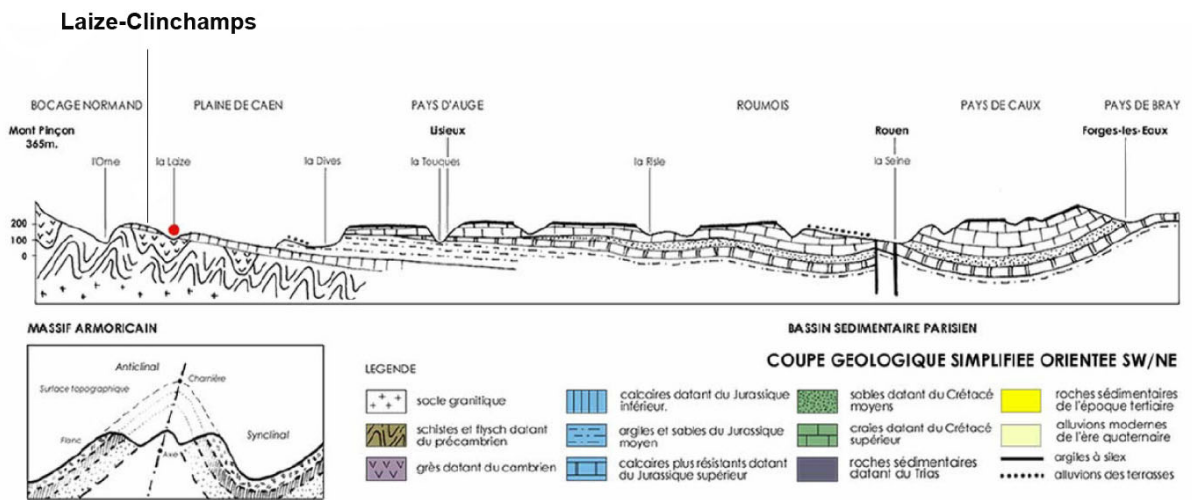 Laize-Clinchamps
BOCAGE NORMAND PLAINE DE CAEN PAYS D'AUGE ROUMOIS PAYS DE CAUX PAYS DE BRAY
Mont Pinçon
365m.
Lisieux
Rouen
Forges-les-Eaux
l'Orne la Laize la Dives la Touques la Risle la Seine
200
100
0
MASSIF ARMORICAIN
BASSIN SEDIMENTAIRE PARISIEN
COUPE GEOLOGIQUE SIMPLIFIEE ORIENTEE SW/NE
Anticlinal
Charnière
Surface topographique
Flanc
Synclinal
Axe
LEGENDE
socle granitique
schistes et flysch datant
du précambrien
grès datant du cambrien
calcaires datant du Jurassique
inférieur.
argiles et sables du Jurassique
moyen
calcaires plus résistants datant
du Jurassique supérieur
sables datant du Crétacé
moyens
craies datant du Crétacé
supérieur
roches sédimentaires
datant du Trias
roches sédimentaires
de l'époque tertiaire
alluvions modernes
de l'ère quaternaire
argiles à silex
alluvions des terrasses